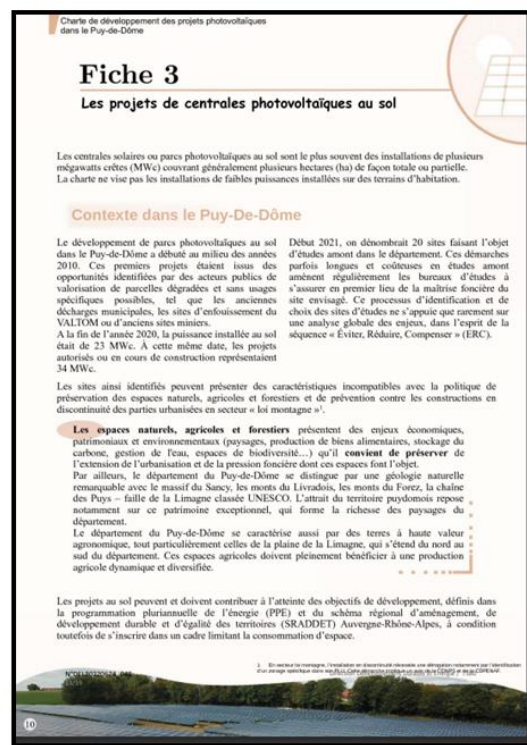 Charte de développement des projets photovoltaïques
dans le Puy-de-Dôme
Fiche 3
Les projets de centrales photovoltaïques au sol
Les centrales solaires ou parcs photovoltaïques au sol sont le plus souvent des installations de plusieurs
mégawatts crêtes (MWc) couvrant généralement plusieurs hectares (ha) de façon totale ou partielle.
La charte ne vise pas les installations de faibles puissances installées sur des terrains d'habitation.
Contexte dans le Puy-De-Dôme
Le développement de parcs photovoltaïques au sol
dans le Puy-de-Dôme a débuté au milieu des années
2010. Ces premiers projets étaient issus des
opportunités identifiées par des acteurs publics de
valorisation de parcelles dégradées et sans usages
spécifiques possibles, tel que les anciennes
décharges municipales, les sites d'enfouissement du
VALTOM ou d'anciens sites miniers.
A la fin de l'année 2020, la puissance installée au sol
était de 23 MWc. À cette même date, les projets
autorisés ou en cours de construction représentaient
34 MWc.
Début 2021, on dénombrait 20 sites faisant l'objet
d'études amont dans le département. Ces démarches
parfois longues et coûteuses en études amont
amènent régulièrement les bureaux d'études à
s'assurer en premier lieu de la maîtrise foncière du
site envisagé. Ce processus d'identification et de
choix des sites d'études ne s'appuie que rarement sur
une analyse globale des enjeux, dans l'esprit de la
séquence « Éviter, Réduire, Compenser » (ERC).
Les sites ainsi identifiés peuvent présenter des caractéristiques incompatibles avec la politique de
préservation des espaces naturels, agricoles et forestiers et de prévention contre les constructions en
discontinuité des parties urbanisées en secteur « loi montagne »¹.
Les espaces naturels, agricoles et forestiers présentent des enjeux économiques,
patrimoniaux et environnementaux (paysages, production de biens alimentaires, stockage du
carbone, gestion de l'eau, espaces de biodiversité…) qu'il convient de préserver de
l'extension de l'urbanisation et de la pression foncière dont ces espaces font l'objet.
Par ailleurs, le département du Puy-de-Dôme se distingue par une géologie naturelle
remarquable avec le massif du Sancy, les monts du Livradois, les monts du Forez, la chaîne
des Puys – faille de la Limagne classée UNESCO. L'attrait du territoire puydomois repose
notamment sur ce patrimoine exceptionnel, qui forme la richesse des paysages du
département.
Le département du Puy-de-Dôme se caractérise aussi par des terres à haute valeur
agronomique, tout particulièrement celles de la plaine de la Limagne, qui s'étend du nord au
sud du département. Ces espaces agricoles doivent pleinement bénéficier à une production
agricole dynamique et diversifiée.
Les projets au sol peuvent et doivent contribuer à l'atteinte des objectifs de développement, définis dans
la programmation pluriannuelle de l'énergie (PPE) et du schéma régional d'aménagement, de
développement durable et d'égalité des territoires (SRADDET) Auvergne-Rhône-Alpes, à condition
toutefois de s'inscrire dans un cadre limitant la consommation d'espace.
1 En secteur loi montagne, l'installation en discontinuité nécessite une dérogation notamment par l'identification
10